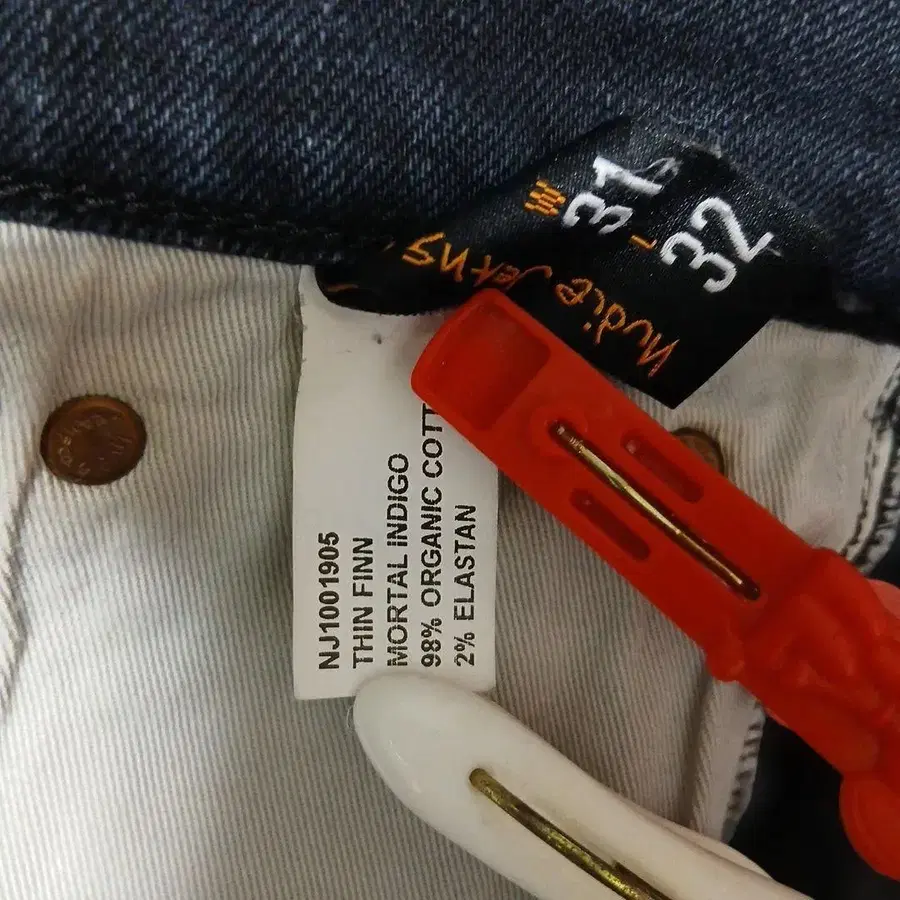 W 31
L 32
Nudie Jeans
NJ1001905
THIN FINN
MORTAL INDIGO
98% ORGANIC COTT
2% ELASTAN